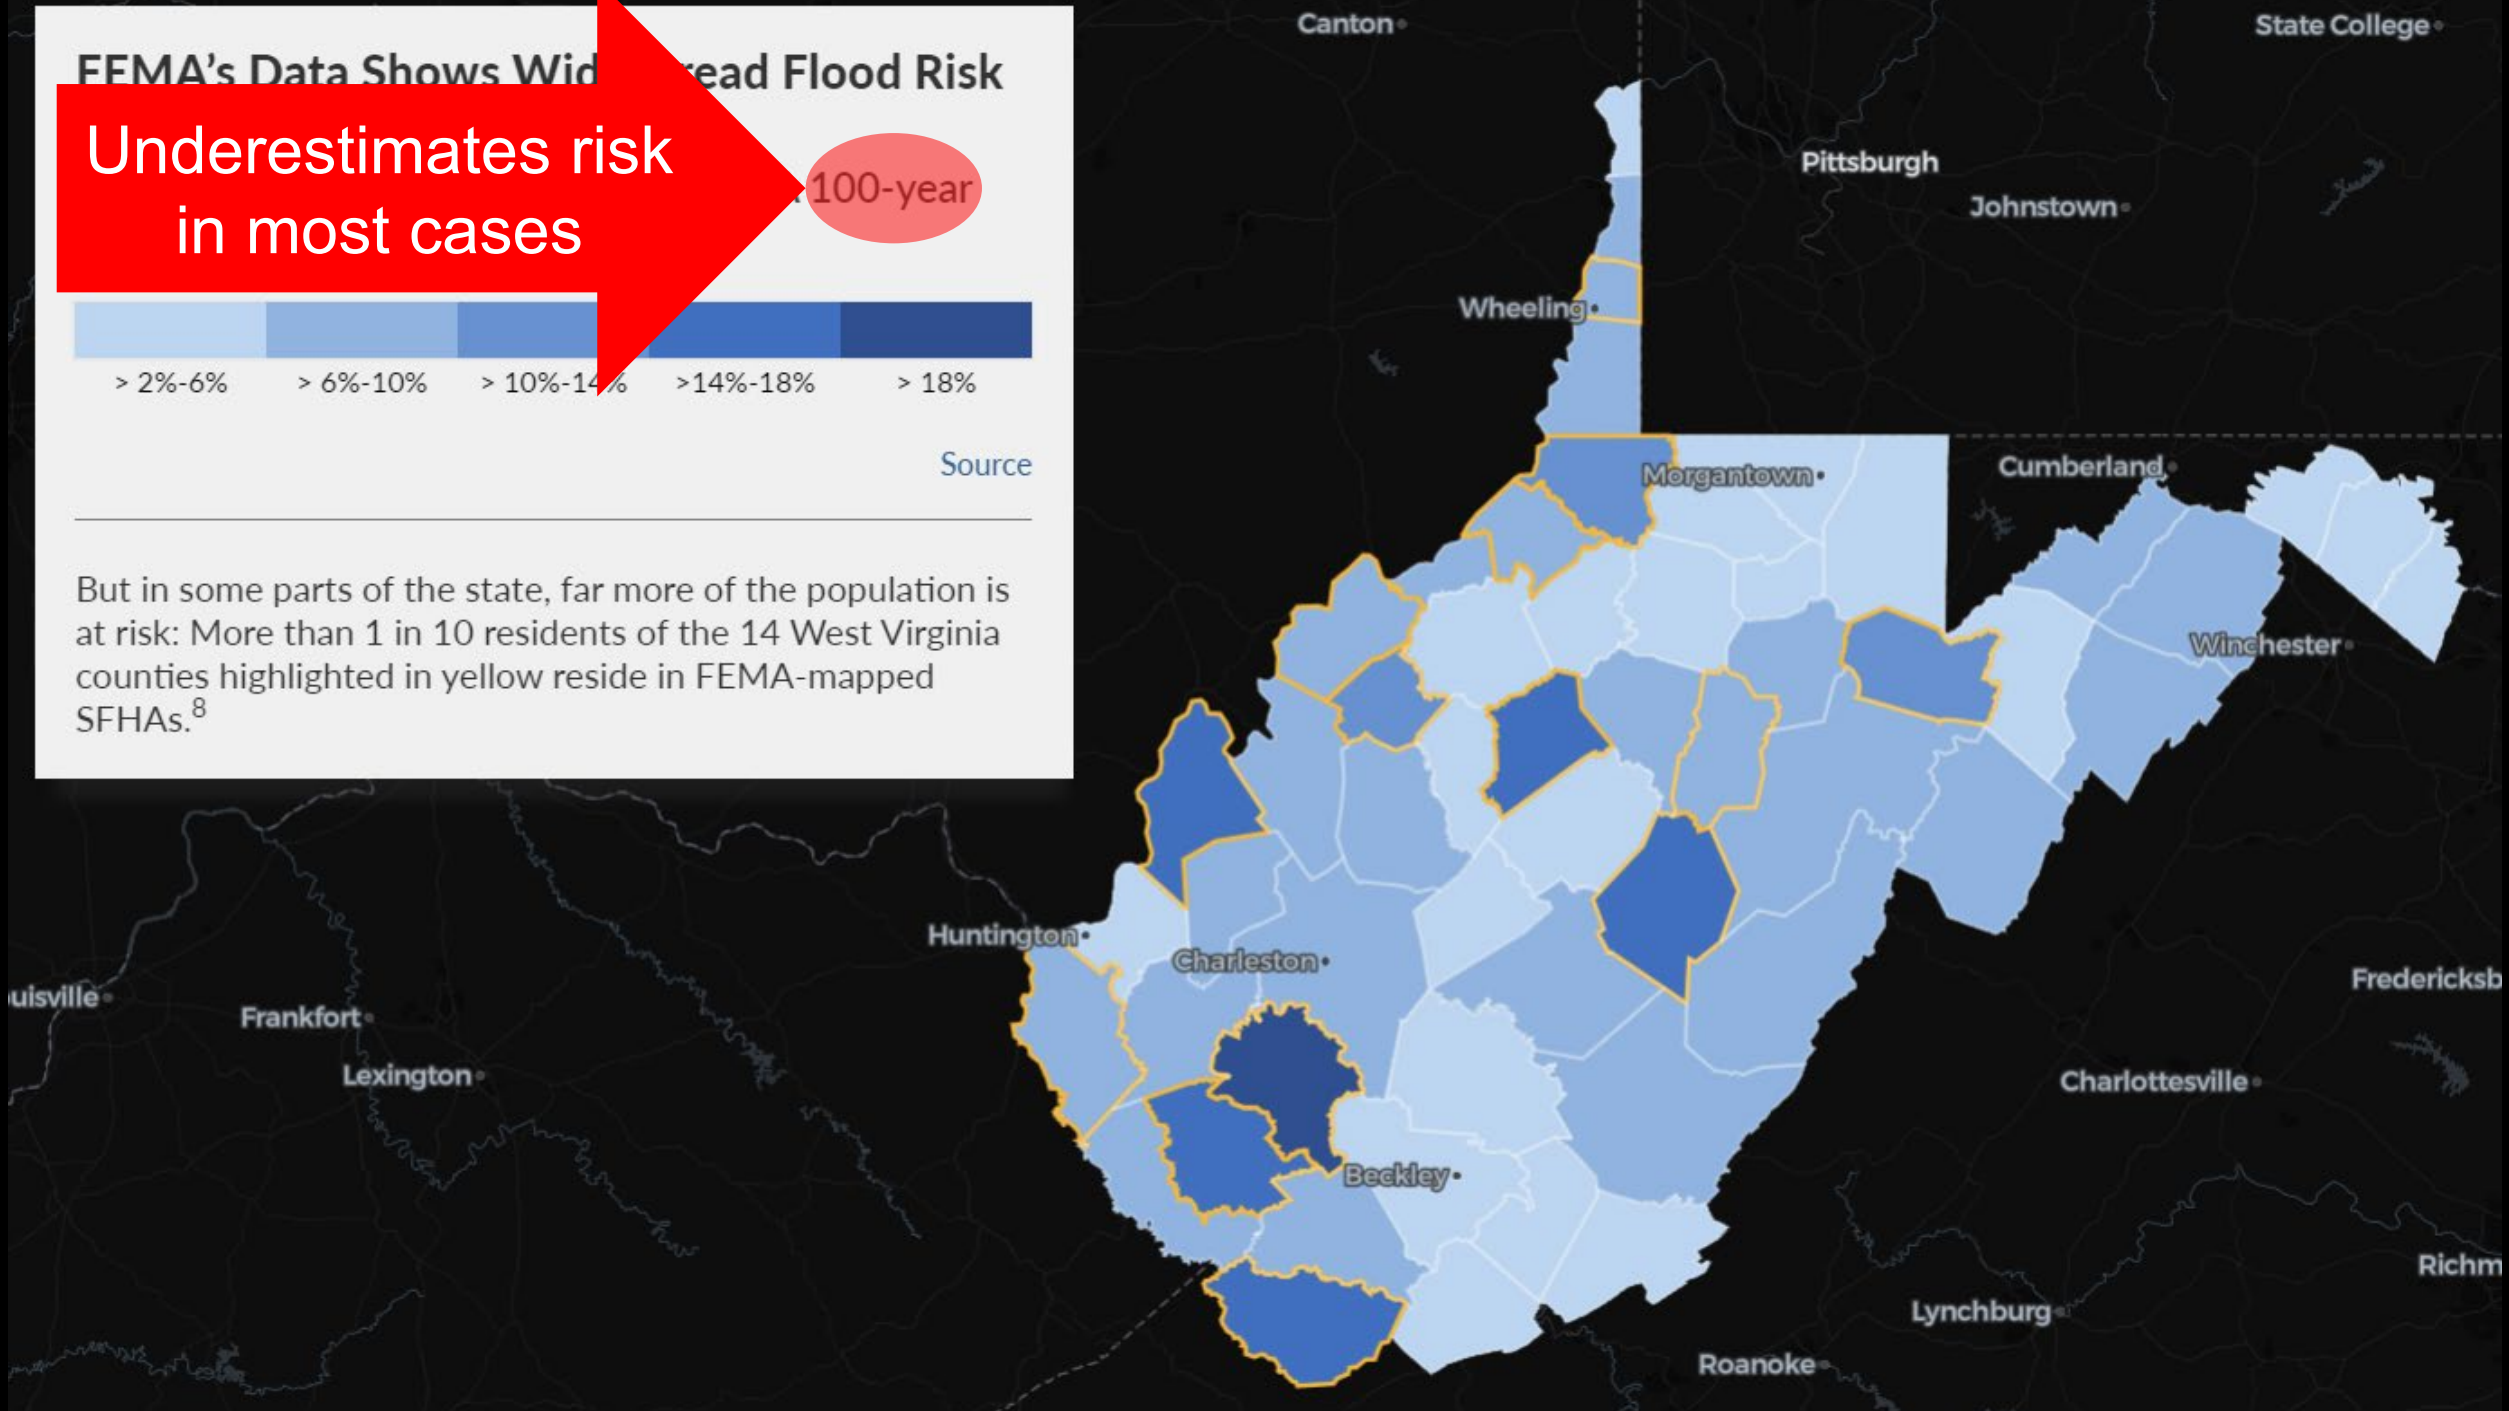 FEMA's Data Shows Wid read Flood Risk
Underestimates risk
in most cases
100-year
> 2%-6%
> 6%-10%
> 10%-14%
>14%-18%
> 18%
Source
But in some parts of the state, far more of the population is
at risk: More than 1 in 10 residents of the 14 West Virginia
counties highlighted in yellow reside in FEMA-mapped
SFHAs.8
Canton
State College
Pittsburgh
Johnstown
Wheeling
Morgantown
Cumberland
Winchester
Huntington
Charleston
uisville
Frankfort
Lexington
Fredericksb
Charlottesville
Beckley
Richm
Lynchburg
Roanoke